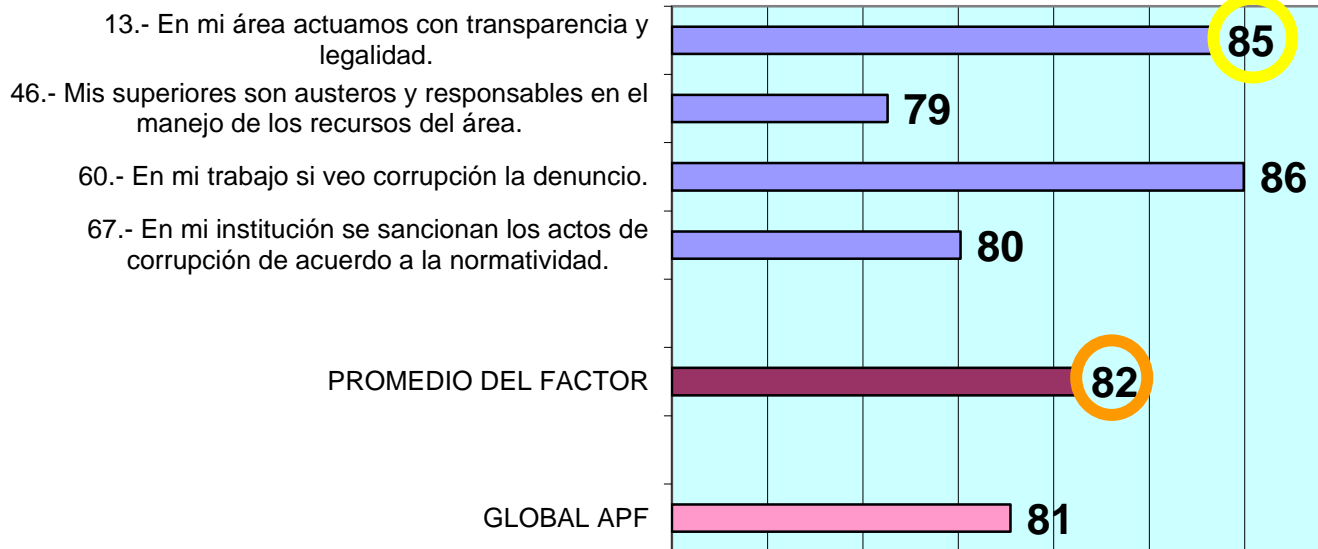 13.- En mi área actuamos con transparencia y
legalidad.
85
46.- Mis superiores son austeros y responsables en el
manejo de los recursos del área.
79
60.- En mi trabajo si veo corrupción la denuncio.
86
67.- En mi institución se sancionan los actos de
corrupción de acuerdo a la normatividad.
80
PROMEDIO DEL FACTOR
82
GLOBAL APF
81